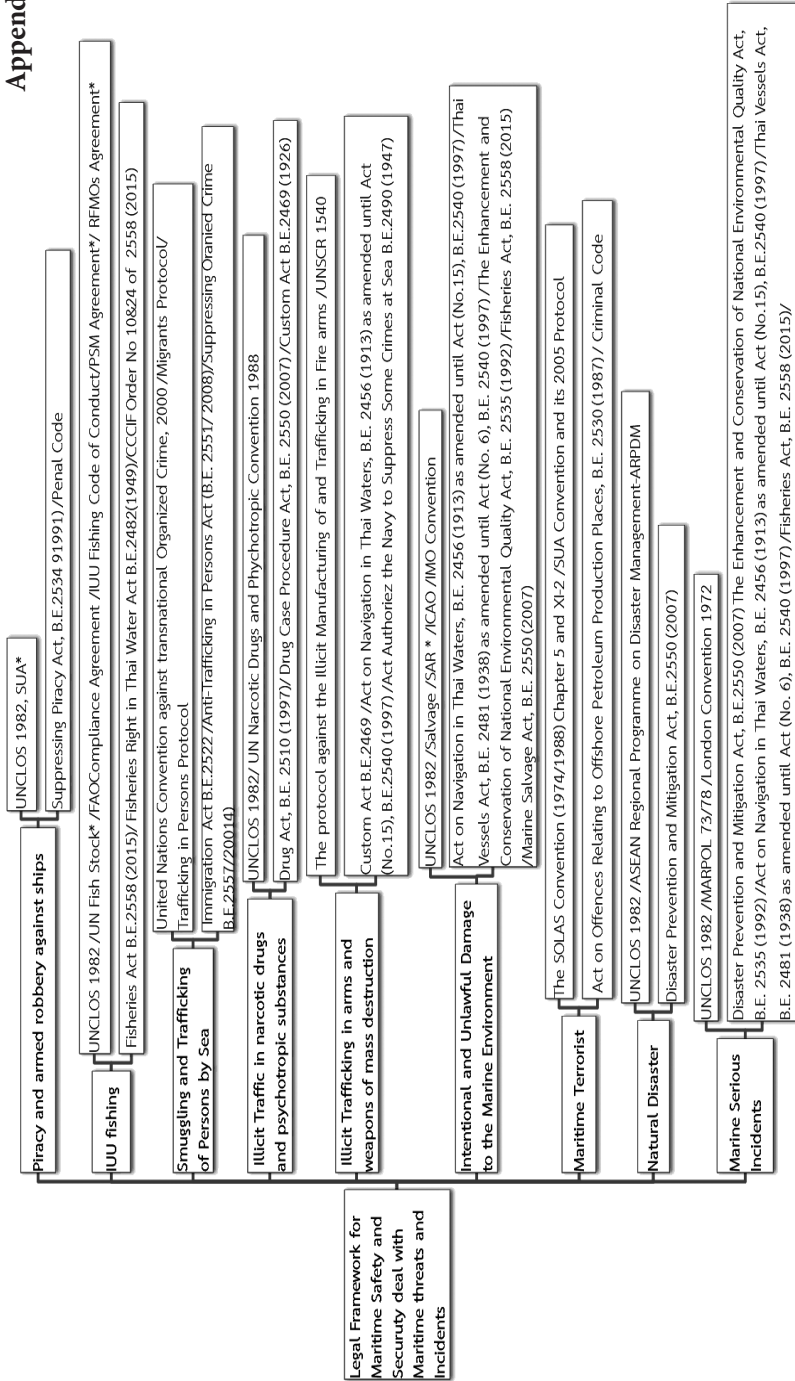 Append
Legal Framework for
Maritime Safety and
Securuty deal with
Maritime threats and
Incidents
Piracy and armed robbery against ships
UNCLOS 1982, SUA*
Suppressing Piracy Act, B.E.2534 91991) /Penal Code
IUU fishing
UNCLOS 1982 /UN Fish Stock* /FAOCompliance Agreement /IUU Fishing Code of Conduct/PSM Agreement*/ RFMOs Agreement*
Fisheries Act B.E.2558 (2015)/ Fisheries Right in Thai Water Act B.E.2482(1949)/CCCIF Order No 10&24 of 2558 (2015)
Smuggling and Trafficking
of Persons by Sea
United Nations Convention against transnational Organized Crime, 2000 /Migrants Protocol/
Trafficking in Persons Protocol
Immigration Act B.E.2522 /Anti-Trafficking in Persons Act (B.E. 2551/ 2008)/Suppressing Oranied Crime
B.E.2557/20014)
Illicit Traffic in narcotic drugs
and psychotropic substances
UNCLOS 1982/ UN Narcotic Drugs and Phychotropic Convention 1988
Drug Act, B.E. 2510 (1997)/ Drug Case Procedure Act, B.E. 2550 (2007) /Custom Act B.E.2469 (1926)
Illicit Trafficking in arms and
weapons of mass destruction
The protocol against the Illicit Manufacturing of and Trafficking in Fire arms /UNSCR 1540
Custom Act B.E.2469 /Act on Navigation in Thai Waters, B.E. 2456 (1913) as amended until Act
(No.15), B.E.2540 (1997) /Act Authoriez the Navy to Suppress Some Crimes at Sea B.E.2490 (1947)
Intentional and Unlawful Damage
to the Marine Environment
UNCLOS 1982 /Salvage /SAR * /ICAO /IMO Convention
Act on Navigation in Thai Waters, B.E. 2456 (1913) as amended until Act (No.15), B.E.2540 (1997) /Thai
Vessels Act, B.E. 2481 (1938) as amended until Act (No. 6), B.E. 2540 (1997) /The Enhancement and
Conservation of National Environmental Quality Act, B.E. 2535 (1992) /Fisheries Act, B.E. 2558 (2015)
/Marine Salvage Act, B.E. 2550 (2007)
Maritime Terrorist
The SOLAS Convention (1974/1988) Chapter 5 and XI-2 /SUA Convention and its 2005 Protocol
Act on Offences Relating to Offshore Petroleum Production Places, B.E. 2530 (1987) / Criminal Code
Natural Disaster
UNCLOS 1982 /ASEAN Regional Programme on Disaster Management-ARPDM
Disaster Prevention and Mitigation Act, B.E.2550 (2007)
Marine Serious
Incidents
UNCLOS 1982 /MARPOL 73/78 /London Convention 1972
Disaster Prevention and Mitigation Act, B.E.2550 (2007) The Enhancement and Conservation of National Environmental Quality Act,
B.E. 2535 (1992) /Act on Navigation in Thai Waters, B.E. 2456 (1913) as amended until Act (No.15), B.E.2540 (1997) /Thai Vessels Act,
B.E. 2481 (1938) as amended until Act (No. 6), B.E. 2540 (1997) /Fisheries Act, B.E. 2558 (2015)/